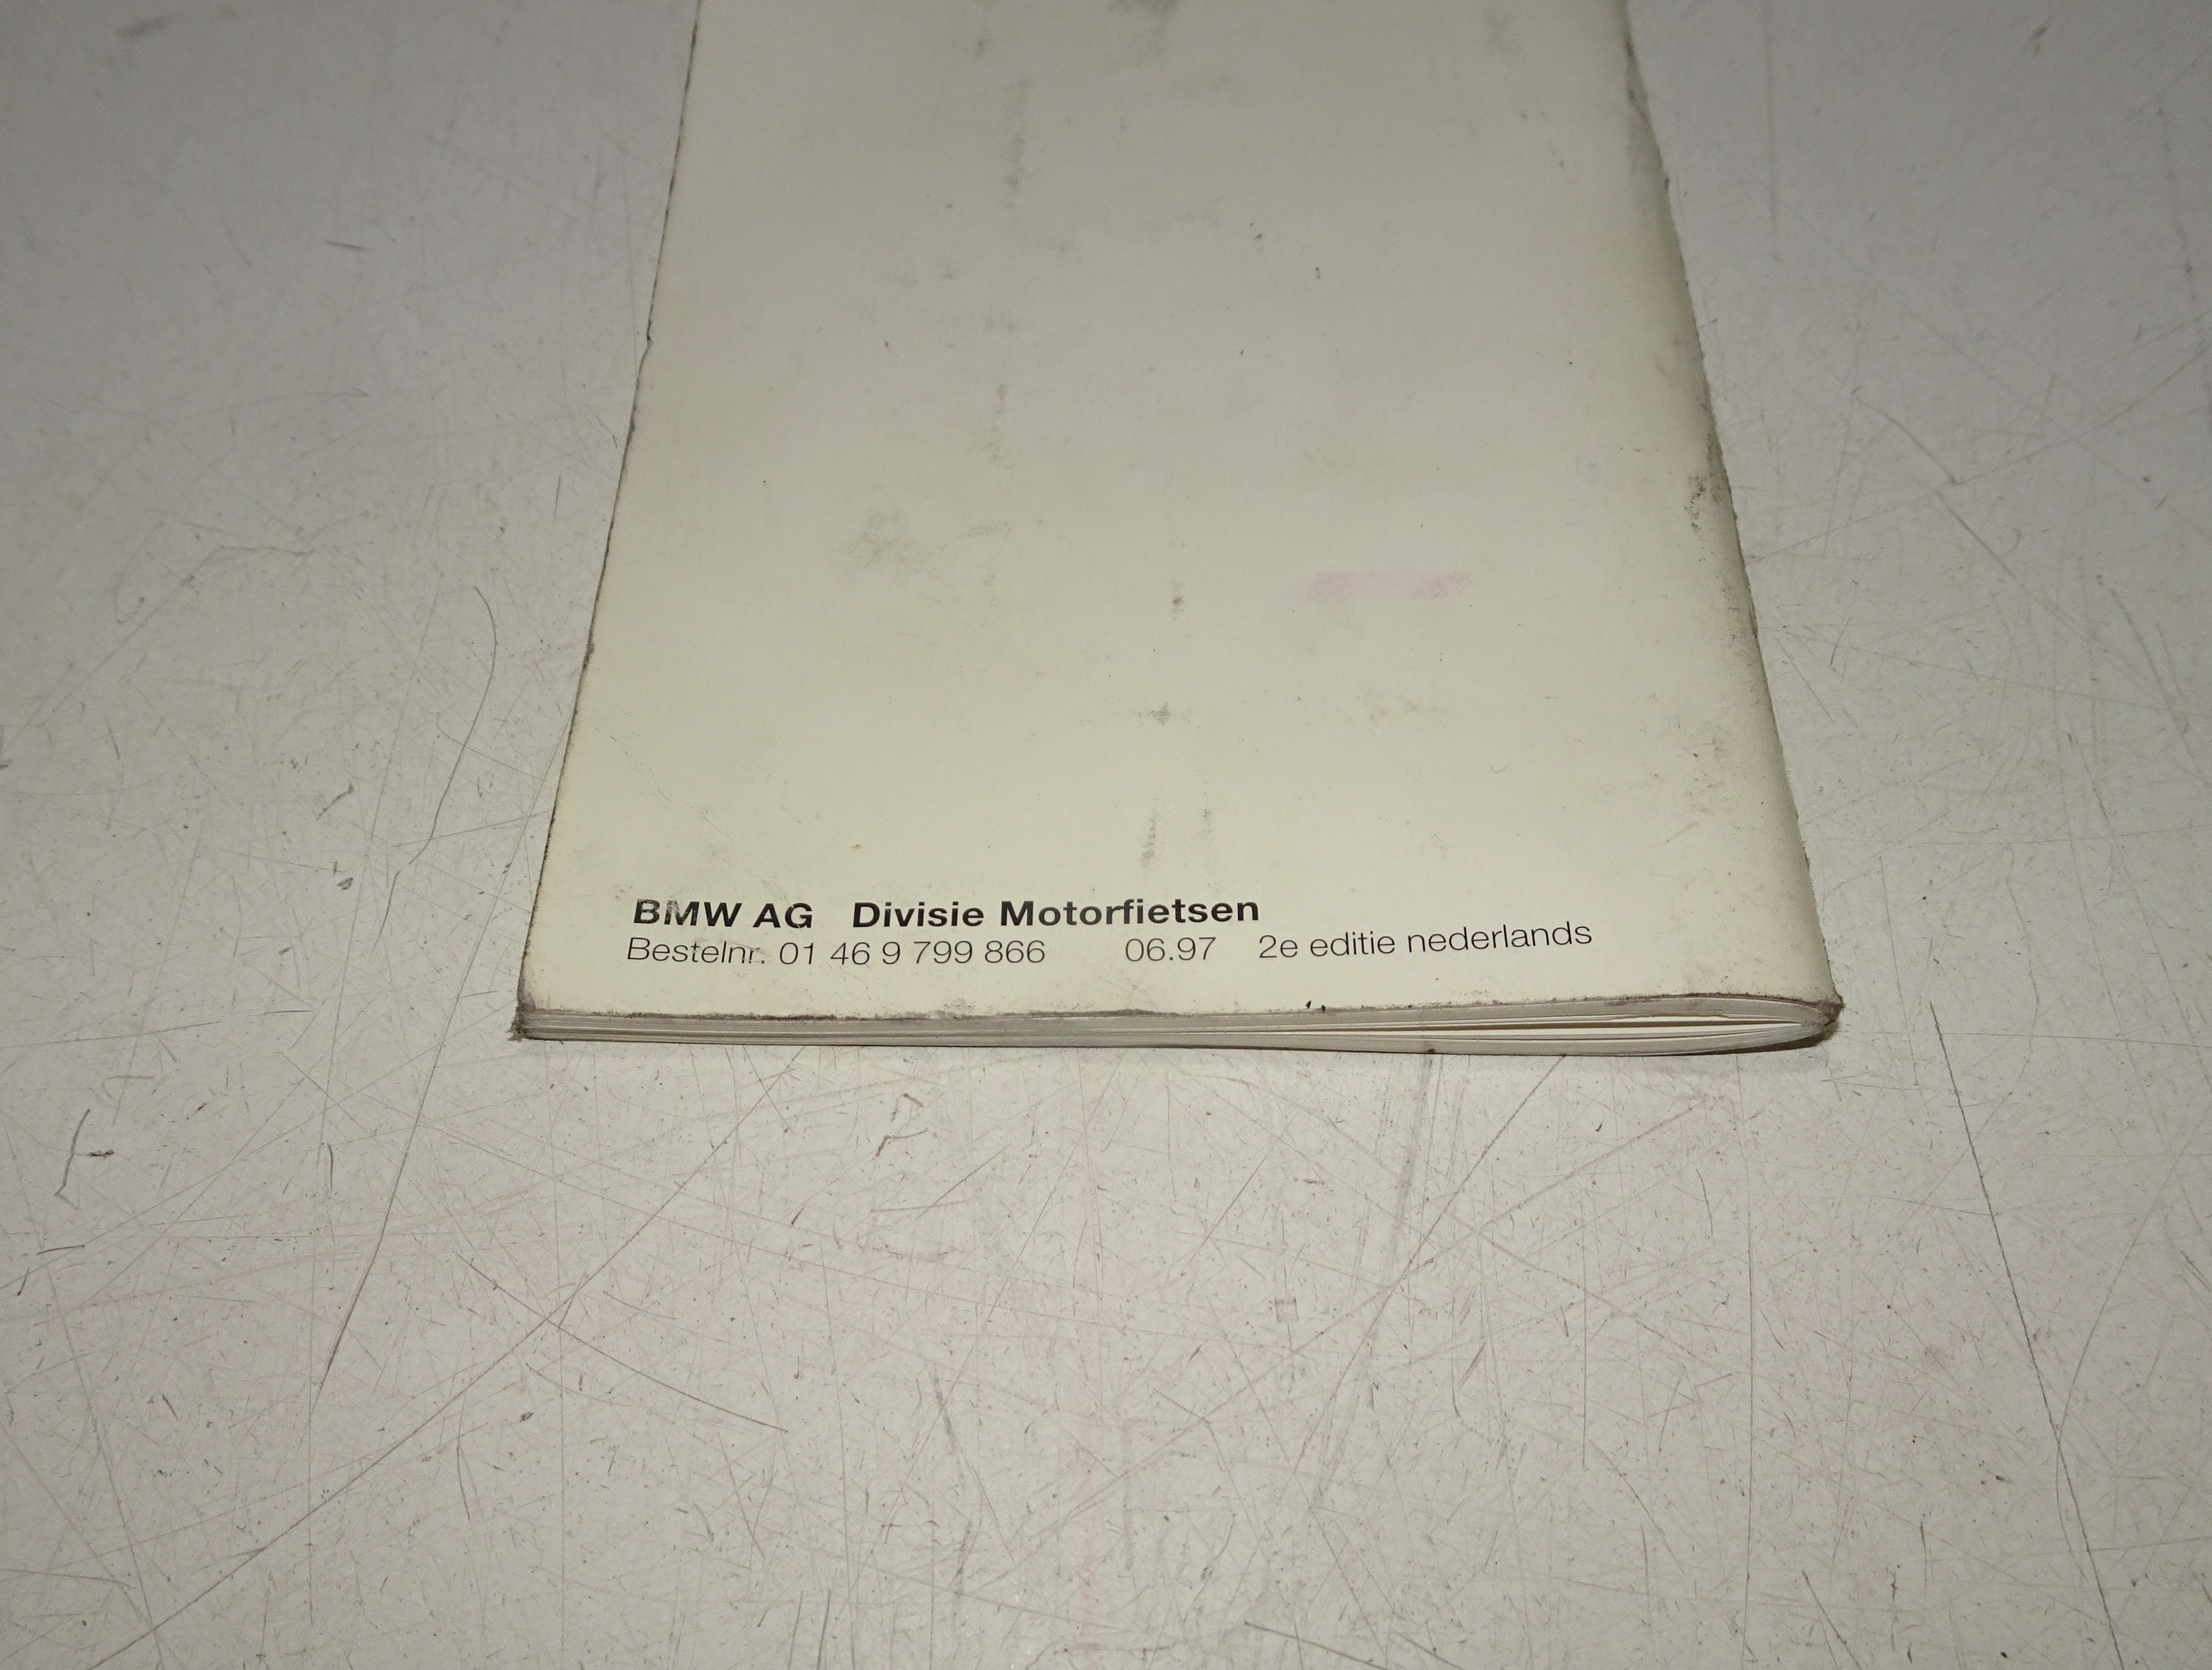 BMW AG Divisie Motorfietsen
Bestelnr. 01 46 9 799 866 06.97 2e editie nederlands